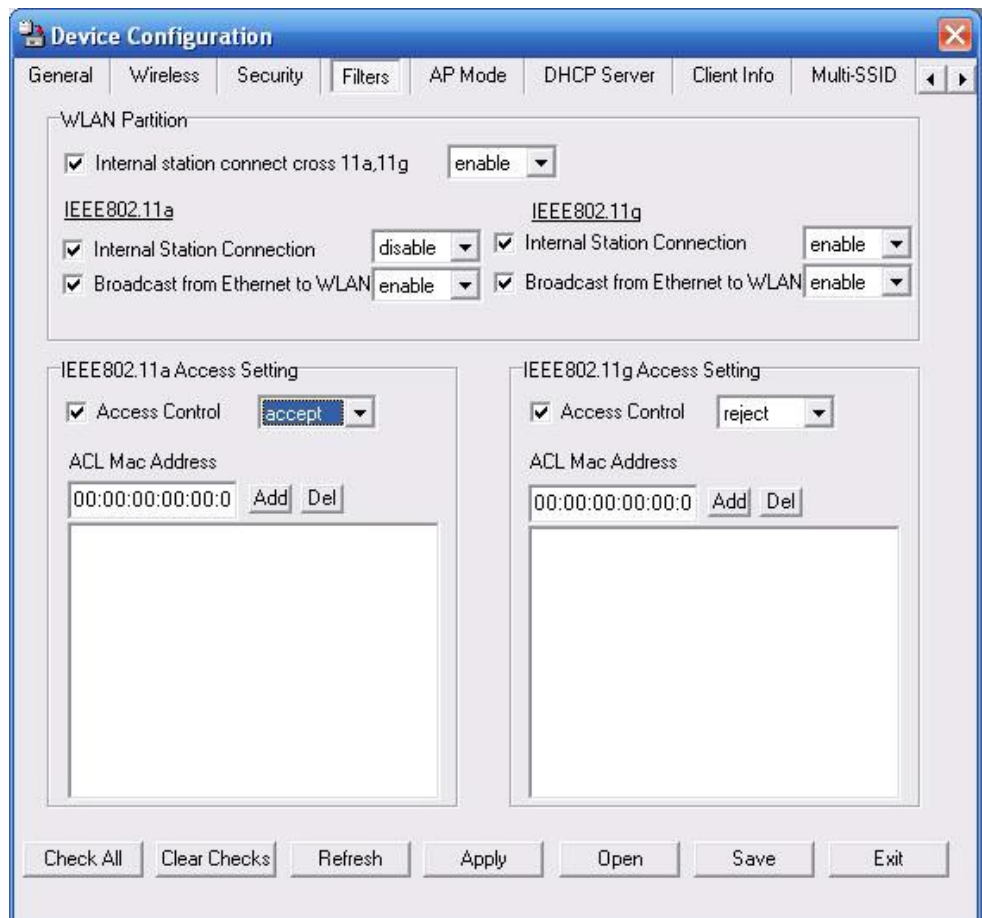 Device Configuration
General Wireless Security Filters AP Mode DHCP Server Client Info Multi-SSID
WLAN Partition
Internal station connect cross 11a,11g enable
IEEE802.11a
IEEE802.11g
Internal Station Connection disable
Internal Station Connection enable
Broadcast from Ethernet to WLAN enable
Broadcast from Ethernet to WLAN enable
IEEE802.11a Access Setting
Access Control accept
ACL Mac Address
00:00:00:00:00:0 Add Del
IEEE802.11g Access Setting
Access Control reject
ACL Mac Address
00:00:00:00:00:0 Add Del
Check All Clear Checks Refresh Apply Open Save Exit